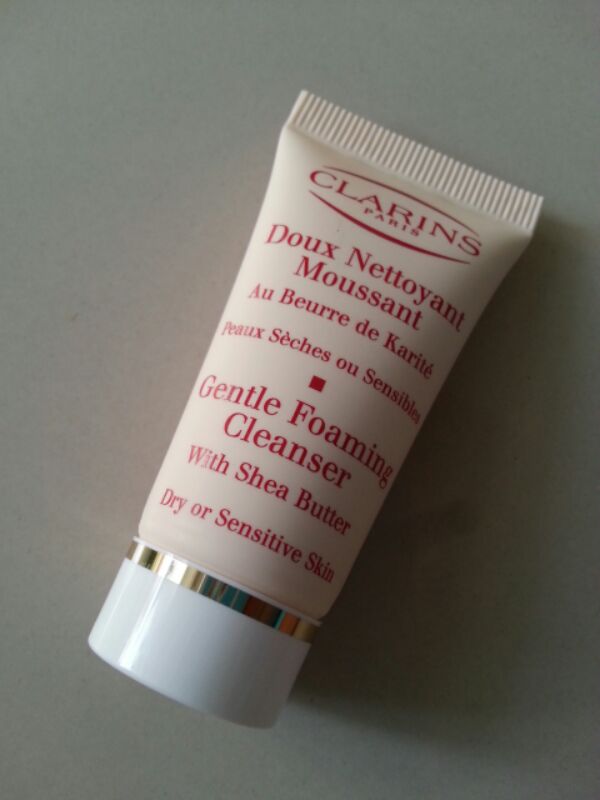 CLARINS
PARIS
Doux Nettoyant
Moussant
Au Beurre de Karité
Peaux Sèches ou Sensibles
Gentle Foaming
Cleanser
With Shea Butter
Dry or Sensitive Skin